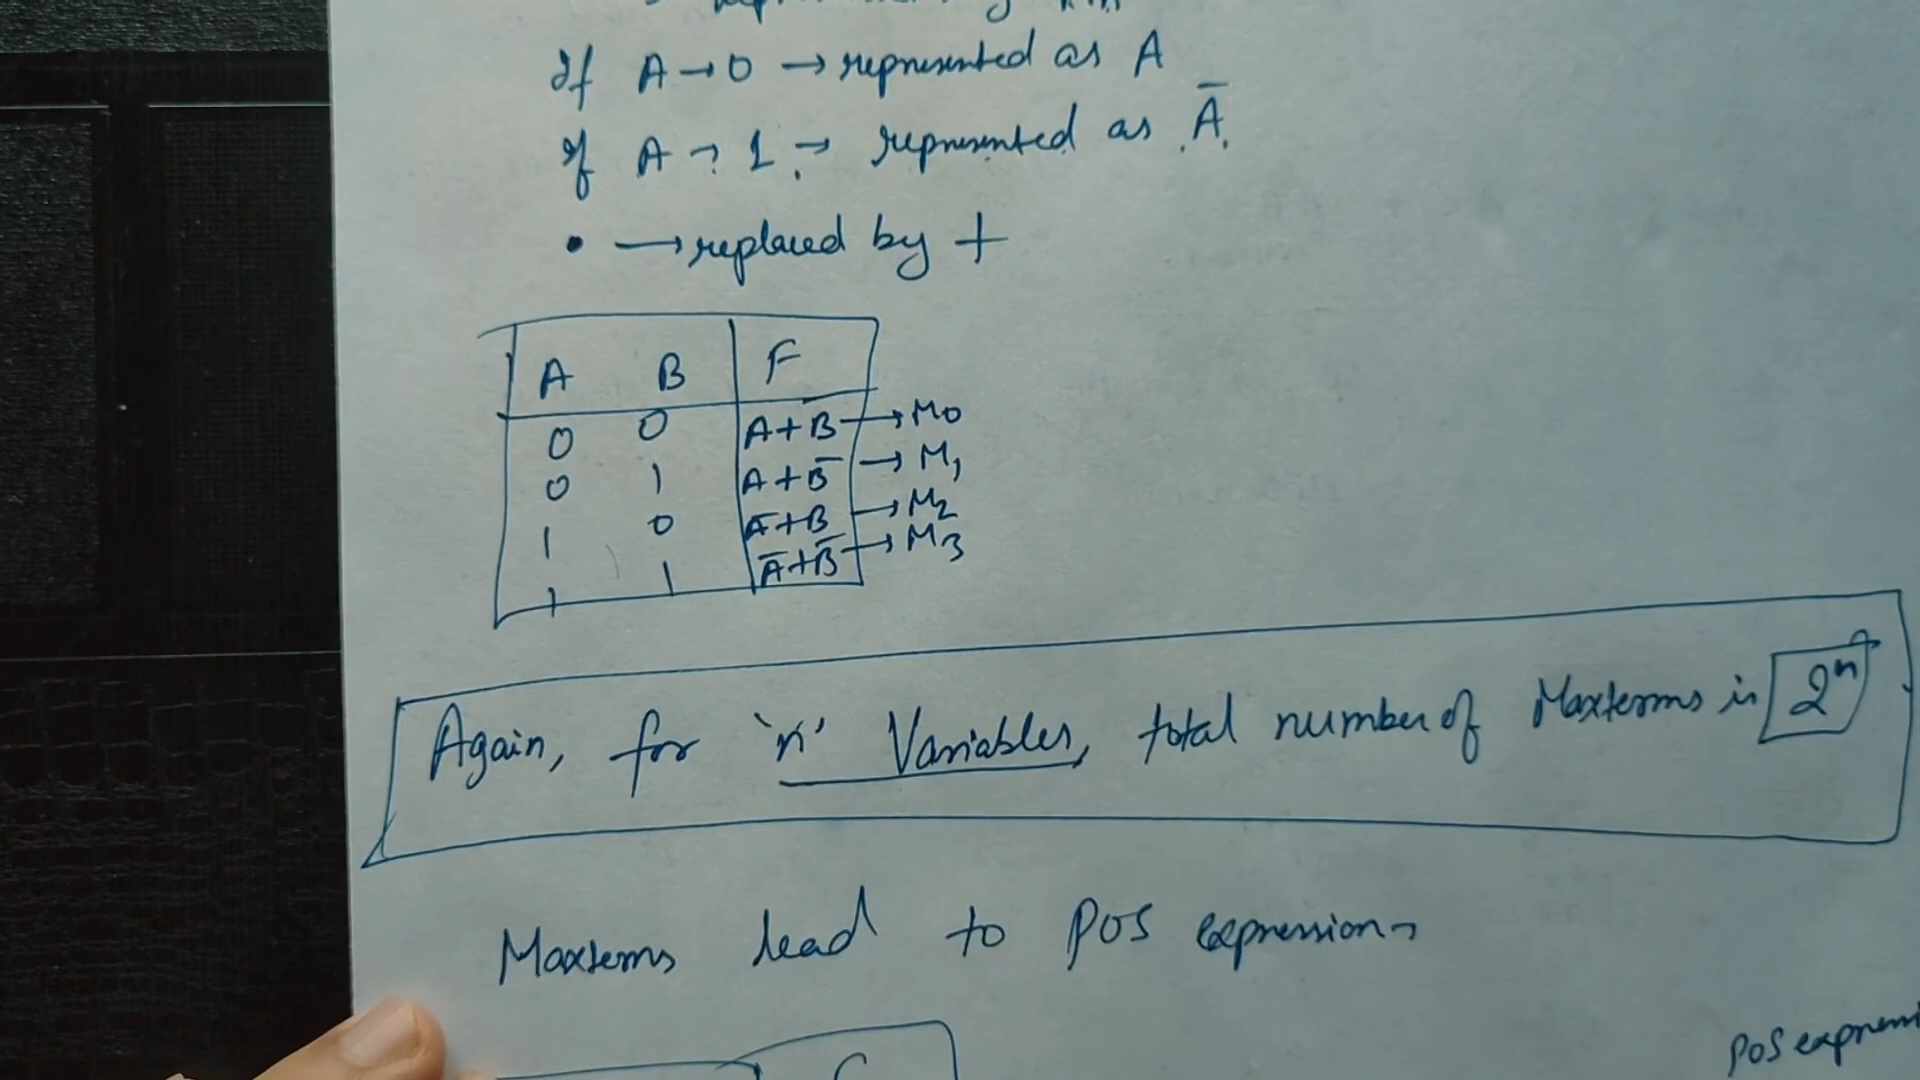 If A → 0 → represented as A
If A → 1 → represented as A̅
• → replaced by +
A B F
0 0 A+B → M0
0 1 A+B̅ → M1
1 0 A̅+B → M2
1 1 A̅+B̅ → M3
Again, for 'n' Variables, total number of Maxterms is 2ⁿ
Maxterms lead to POS expression